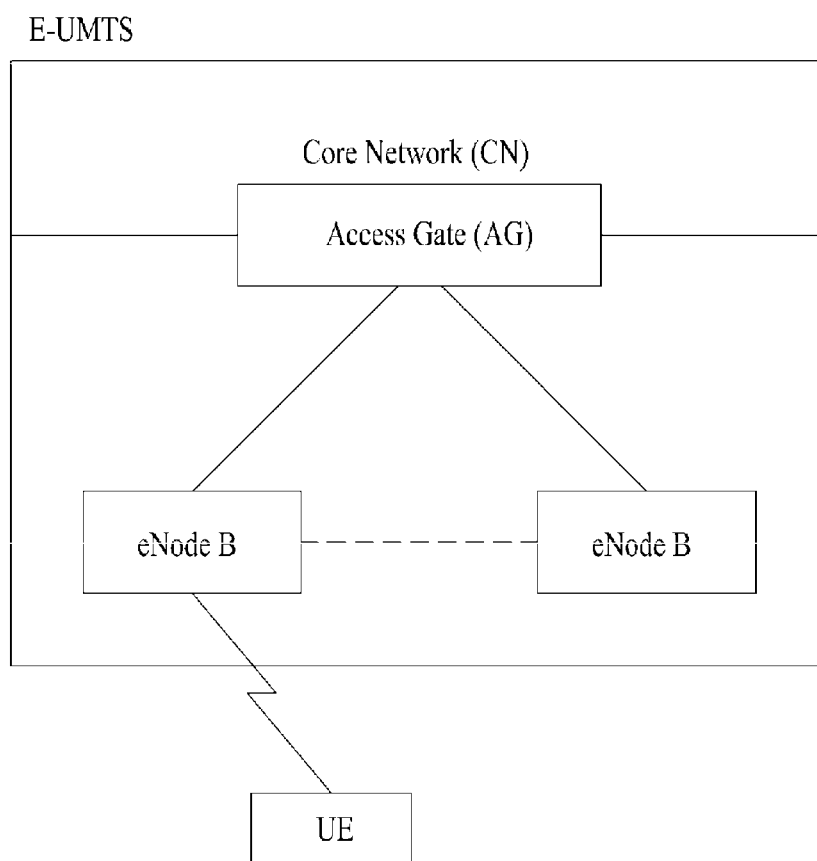 E-UMTS
Core Network (CN)
Access Gate (AG)
eNode B
eNode B
UE